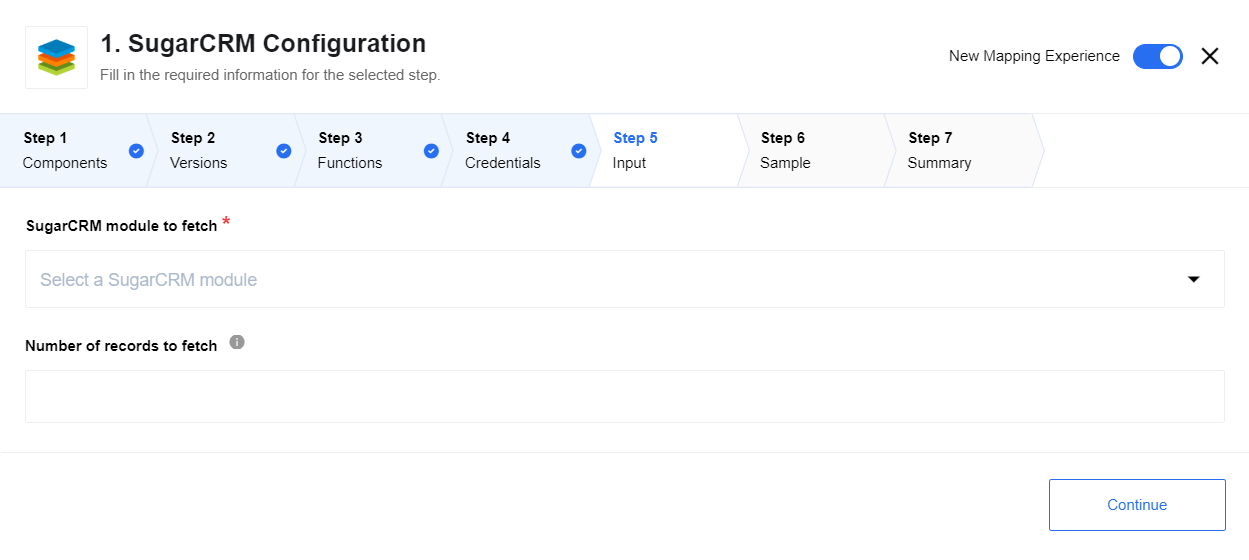 1. SugarCRM Configuration
Fill in the required information for the selected step.
New Mapping Experience
Step 1
Components
Step 2
Versions
Step 3
Functions
Step 4
Credentials
Step 5
Input
Step 6
Sample
Step 7
Summary
SugarCRM module to fetch *
Select a SugarCRM module
Number of records to fetch
Continue